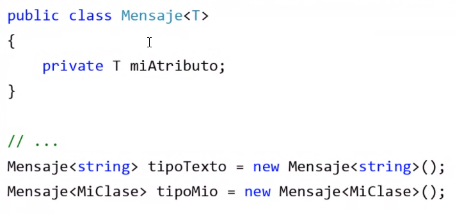 public class Mensaje<T>
{
    private T miAtributo;
}

// ...
Mensaje<string> tipoTexto = new Mensaje<string>();
Mensaje<MiClase> tipoMio = new Mensaje<MiClase>();